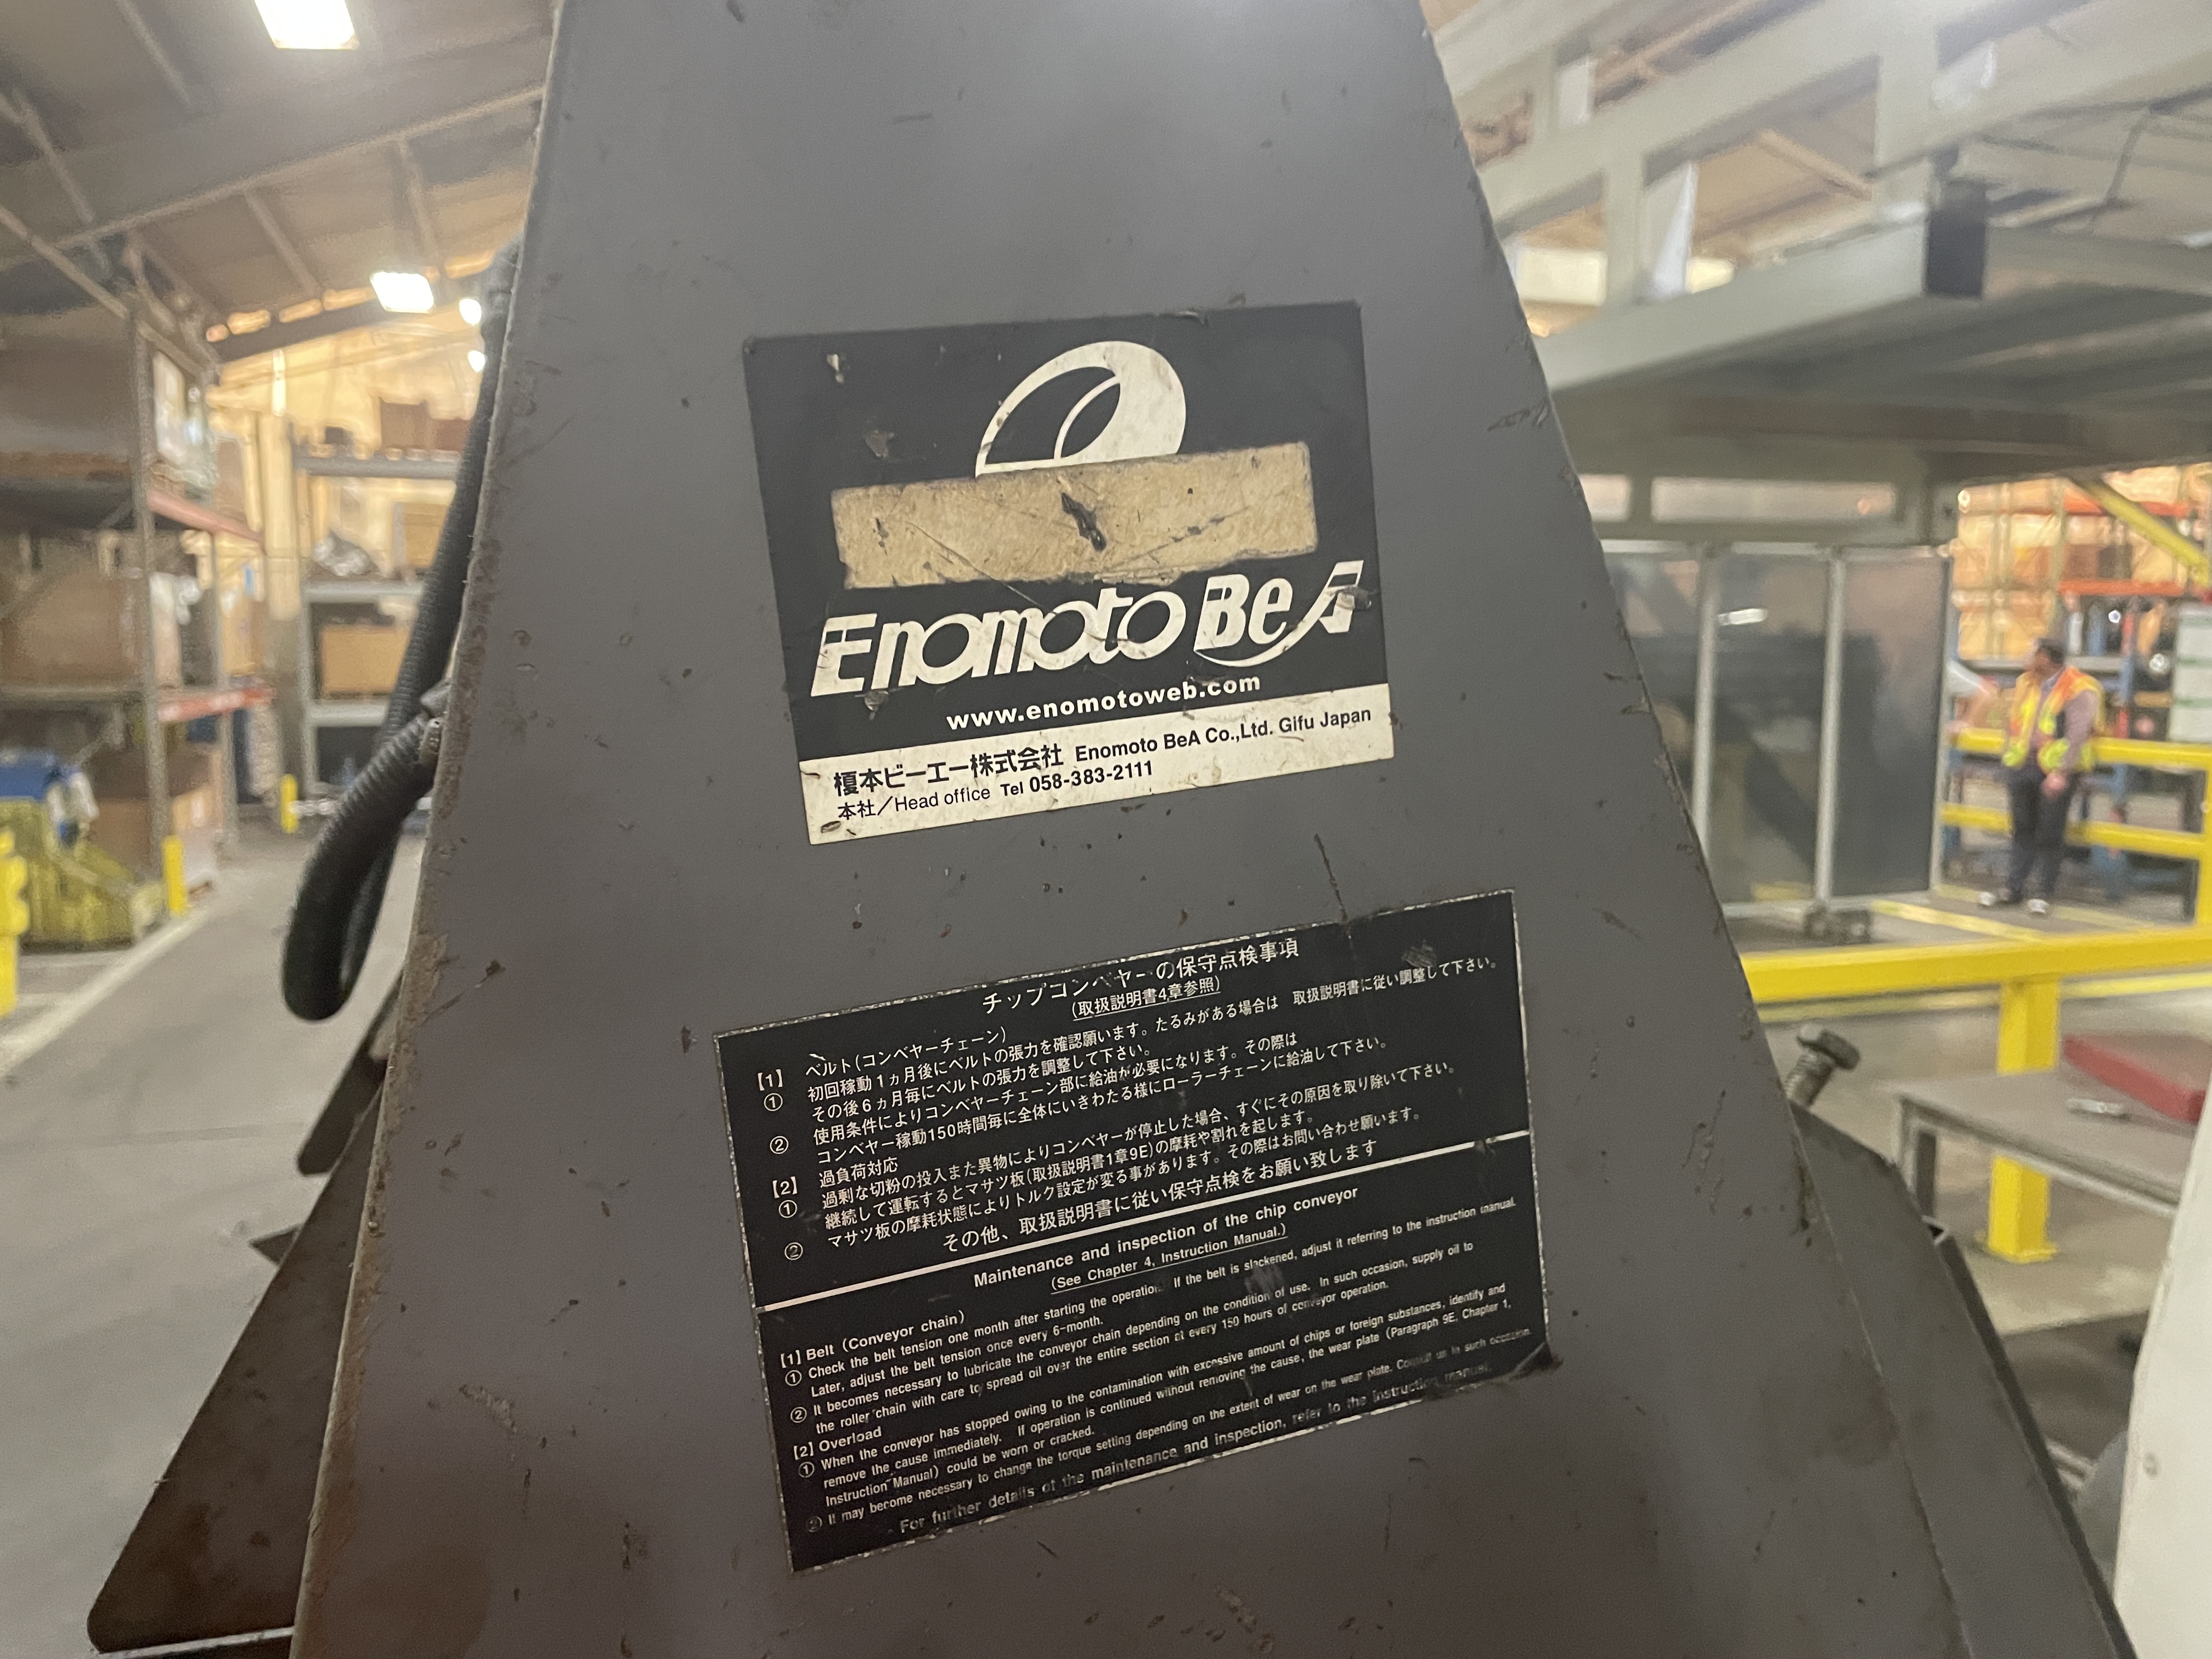 Enomoto BeA
www.enomotoweb.com
榎本ビーエー株式会社 Enomoto BeA Co.,Ltd. Gifu Japan
本社／Head office Tel 058-383-2111
チップコンベヤーの保守点検事項
(取扱説明書4章参照)
【1】 ベルト(コンベヤーチェーン)
① 初回稼動1ヵ月後にベルトの張力を確認願います。たるみがある場合は 取扱説明書に従い調整して下さい。
その後6ヵ月毎にベルトの張力を調整して下さい。
② 使用条件によりコンベヤーチェーン部に給油が必要になります。その際は
コンベヤー稼動150時間毎に全体にいきわたる様にローラーチェーンに給油して下さい。
【2】 過負荷対応
① 過剰な切粉の投入また異物によりコンベヤーが停止した場合、すぐにその原因を取り除いて下さい。
継続して運転するとマサツ板(取扱説明書1章9E)の摩耗や割れを起します。
② マサツ板の摩耗状態によりトルク設定が変る事があります。その際はお問い合わせ願います。
その他、取扱説明書に従い保守点検をお願い致します
Maintenance and inspection of the chip conveyor
(See Chapter 4, Instruction Manual.)
【1】 Belt (Conveyor chain)
① Check the belt tension one month after starting the operation. If the belt is slackened, adjust it referring to the instruction manual.
Later, adjust the belt tension once every 6-month.
② It becomes necessary to lubricate the conveyor chain depending on the condition of use. In such occasion, supply oil to
the roller chain with care to spread oil over the entire section at every 150 hours of conveyor operation.
【2】 Overload
① When the conveyor has stopped owing to the contamination with excessive amount of chips or foreign substances, identify and
remove the cause immediately. If operation is continued without removing the cause, the wear plate (Paragraph 9E, Chapter 1,
Instruction Manual) could be worn or cracked.
② It may become necessary to change the torque setting depending on the extent of wear on the wear plate. Consult us in such occasion.
For further details of the maintenance and inspection, refer to the instruction manual.